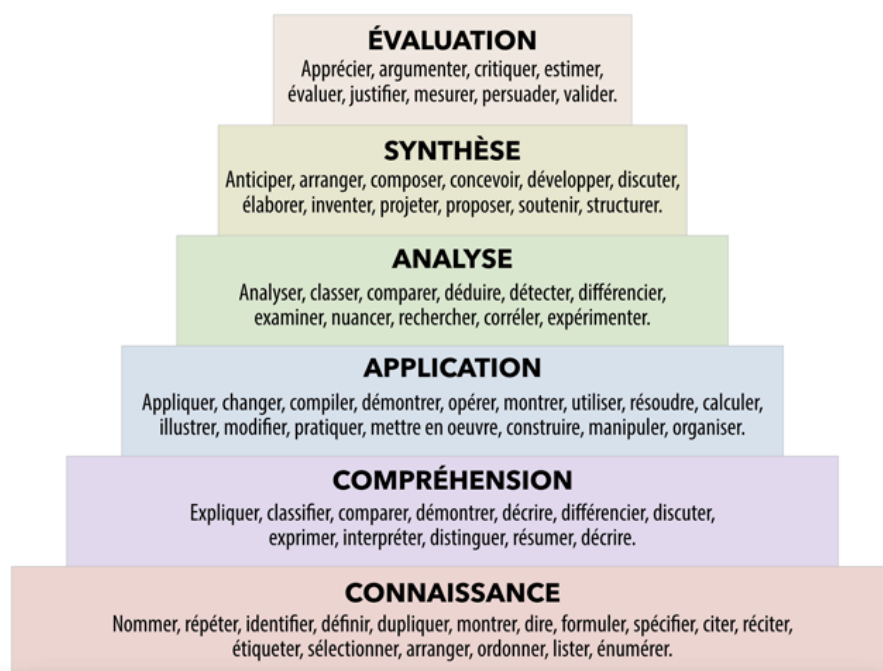 ÉVALUATION
Apprécier, argumenter, critiquer, estimer,
évaluer, justifier, mesurer, persuader, valider.
SYNTHÈSE
Anticiper, arranger, composer, concevoir, développer, discuter,
élaborer, inventer, projeter, proposer, soutenir, structurer.
ANALYSE
Analyser, classer, comparer, déduire, détecter, différencier,
examiner, nuancer, rechercher, corréler, expérimenter.
APPLICATION
Appliquer, changer, compiler, démontrer, opérer, montrer, utiliser, résoudre, calculer,
illustrer, modifier, pratiquer, mettre en oeuvre, construire, manipuler, organiser.
COMPRÉHENSION
Expliquer, classifier, comparer, démontrer, décrire, différencier, discuter,
exprimer, interpréter, distinguer, résumer, décrire.
CONNAISSANCE
Nommer, répéter, identifier, définir, dupliquer, montrer, dire, formuler, spécifier, citer, réciter,
étiqueter, sélectionner, arranger, ordonner, lister, énumérer.